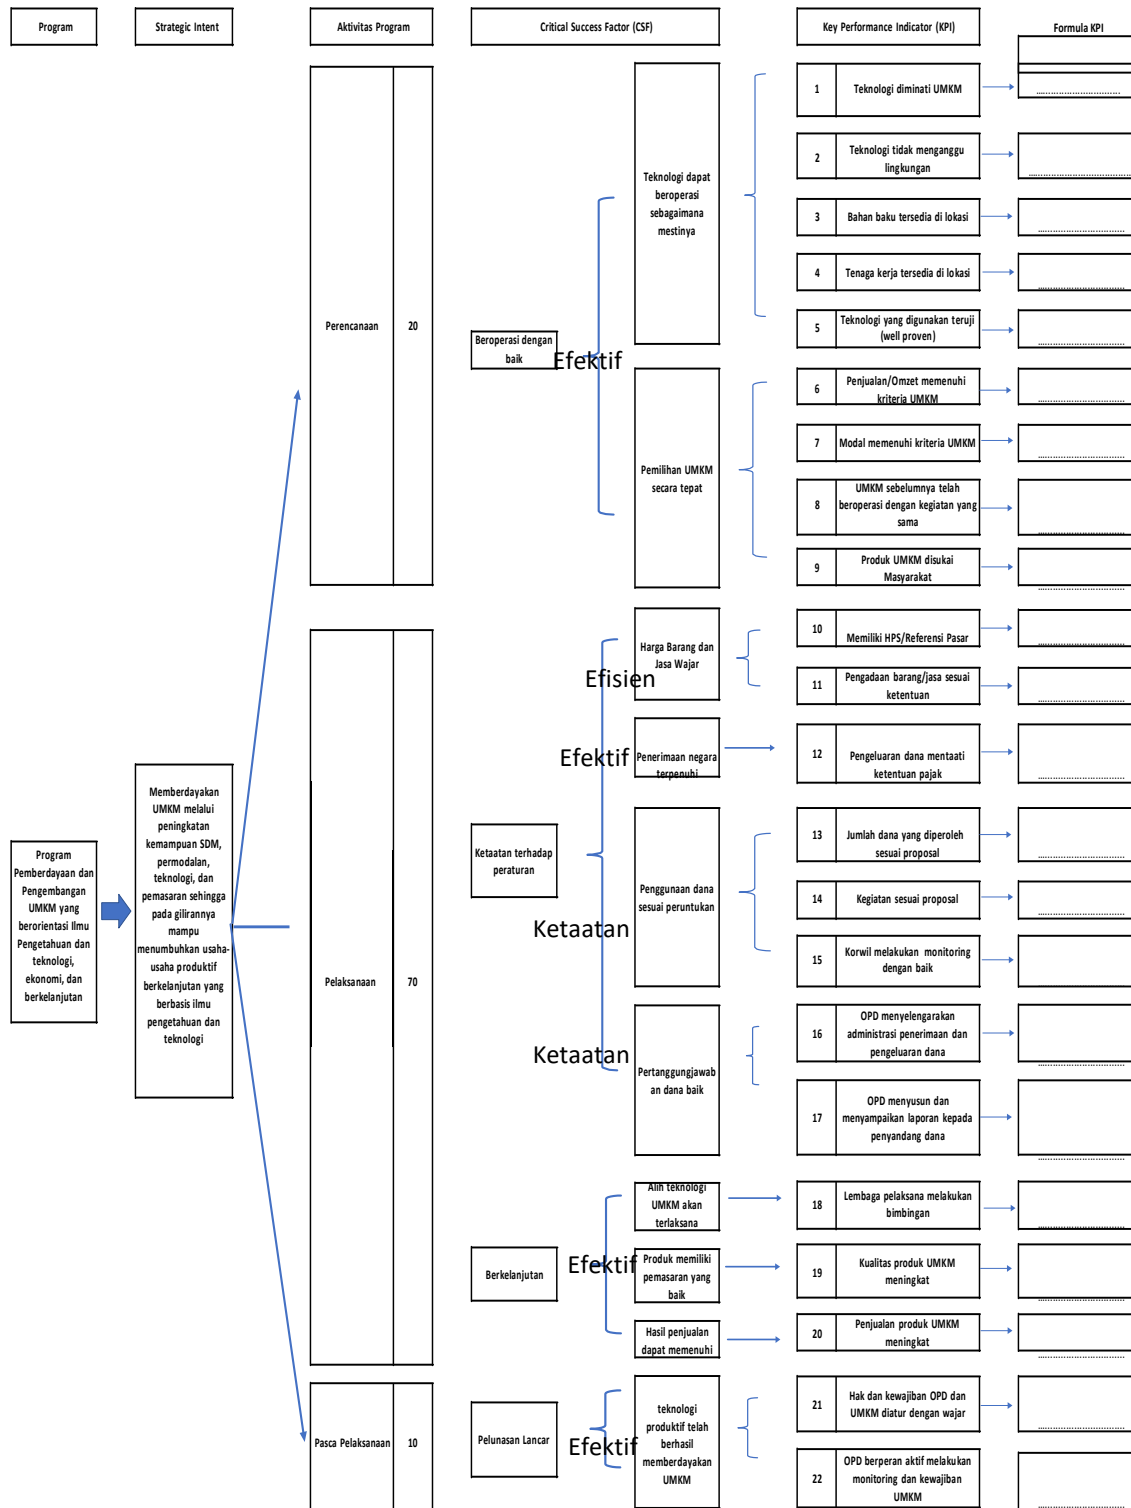 Program
Strategic Intent
Aktivitas Program
Critical Success Factor (CSF)
Key Performance Indicator (KPI)
Formula KPI
Program
Pemberdayaan dan
Pengembangan
UMKM yang
berorientasi Ilmu
Pengetahuan dan
teknologi,
ekonomi, dan
berkelanjutan
Memberdayakan
UMKM melalui
peningkatan
kemampuan SDM,
permodalan,
teknologi, dan
pemasaran sehingga
pada gilirannya
mampu
menumbuhkan usaha-
usaha produktif
berkelanjutan yang
berbasis ilmu
pengetahuan dan
teknologi
Perencanaan
20
Beroperasi dengan
baik
Efektif
Teknologi dapat
beroperasi
sebagaimana
mestinya
1
Teknologi diminati UMKM
................................
2
Teknologi tidak menganggu
lingkungan
................................
3
Bahan baku tersedia di lokasi
................................
4
Tenaga kerja tersedia di lokasi
................................
5
Teknologi yang digunakan teruji
(well proven)
................................
Pemilihan UMKM
secara tepat
6
Penjualan/Omzet memenuhi
kriteria UMKM
................................
7
Modal memenuhi kriteria UMKM
................................
8
UMKM sebelumnya telah
beroperasi dengan kegiatan yang
sama
................................
9
Produk UMKM disukai
Masyarakat
................................
Pelaksanaan
70
Ketaatan terhadap
peraturan
Efisien
Harga Barang dan
Jasa Wajar
10
Memiliki HPS/Referensi Pasar
................................
11
Pengadaan barang/jasa sesuai
ketentuan
................................
Efektif
Penerimaan negara
terpenuhi
12
Pengeluaran dana mentaati
ketentuan pajak
................................
Ketaatan
Penggunaan dana
sesuai peruntukan
13
Jumlah dana yang diperoleh
sesuai proposal
................................
14
Kegiatan sesuai proposal
................................
15
Korwil melakukan monitoring
dengan baik
Ketaatan
Pertanggungjawab
an dana baik
16
OPD menyelengarakan
administrasi penerimaan dan
pengeluaran dana
................................
17
OPD menyusun dan
menyampaikan laporan kepada
penyandang dana
................................
Berkelanjutan
Efektif
Alih teknologi
UMKM akan
terlaksana
18
Lembaga pelaksana melakukan
bimbingan
................................
Produk memiliki
pemasaran yang
baik
19
Kualitas produk UMKM
meningkat
................................
Hasil penjualan
dapat memenuhi
20
Penjualan produk UMKM
meningkat
................................
Pasca Pelaksanaan
10
Pelunasan Lancar
Efektif
teknologi
produktif telah
berhasil
memberdayakan
UMKM
21
Hak dan kewajiban OPD dan
UMKM diatur dengan wajar
................................
22
OPD berperan aktif melakukan
monitoring dan kewajiban
UMKM
................................